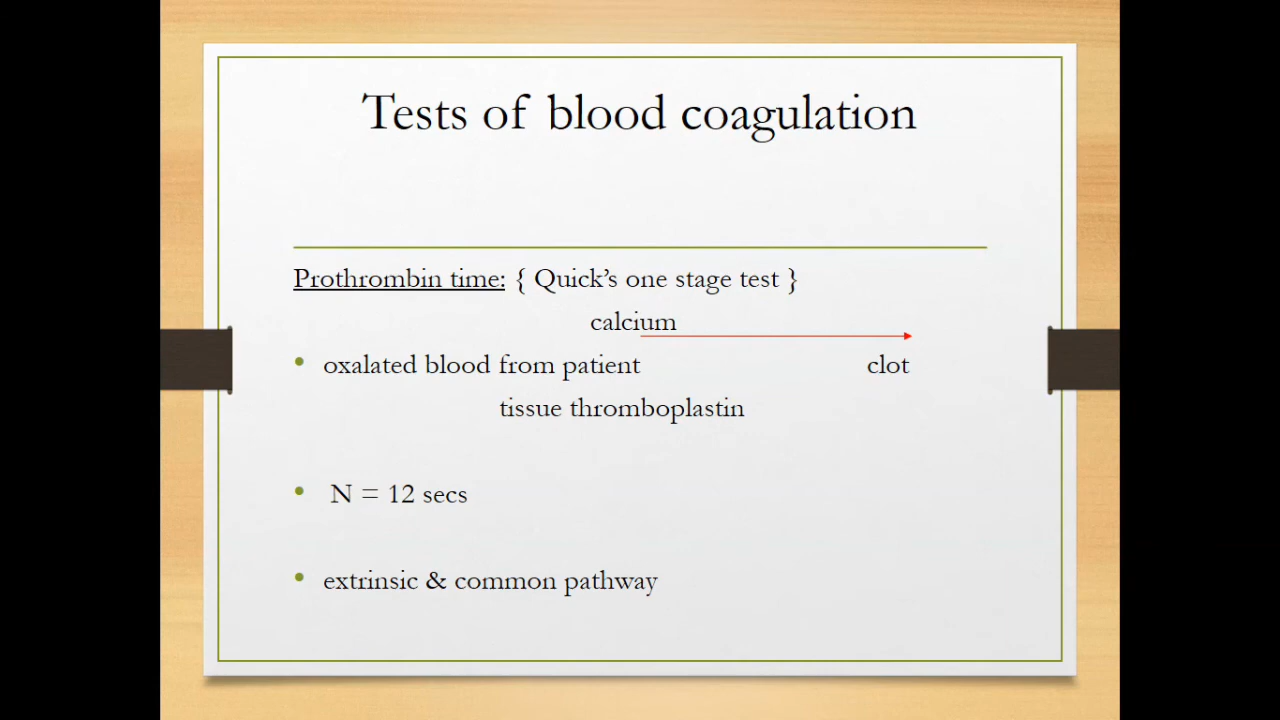 Tests of blood coagulation
Prothrombin time: { Quick’s one stage test }
calcium
• oxalated blood from patient clot
tissue thromboplastin
• N = 12 secs
• extrinsic & common pathway